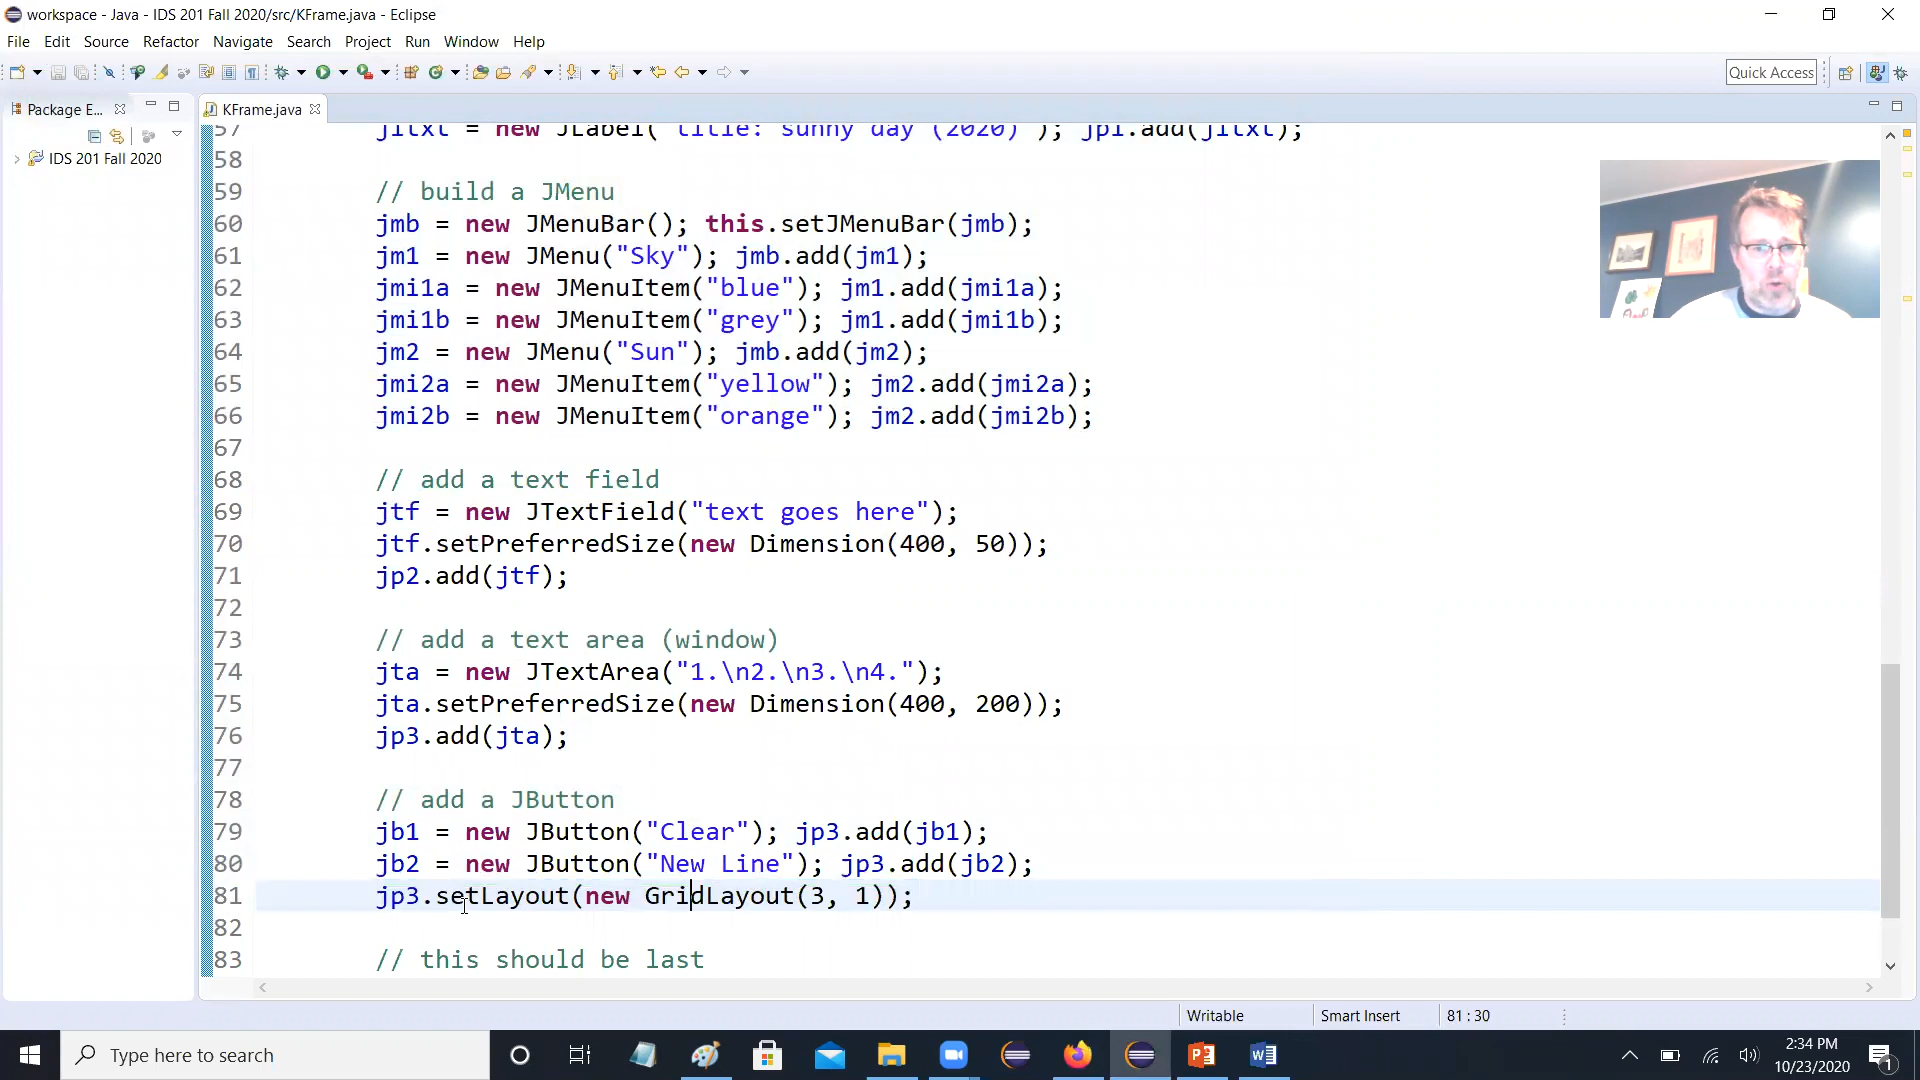 workspace - Java - IDS 201 Fall 2020/src/KFrame.java - Eclipse
File Edit Source Refactor Navigate Search Project Run Window Help
Quick Access
Package E... KFrame.java
IDS 201 Fall 2020
57 jltxt = new JLabel("title: sunny day (2020)"); jp1.add(jltxt);
58
59 // build a JMenu
60 jmb = new JMenuBar(); this.setJMenuBar(jmb);
61 jm1 = new JMenu("Sky"); jmb.add(jm1);
62 jmi1a = new JMenuItem("blue"); jm1.add(jmi1a);
63 jmi1b = new JMenuItem("grey"); jm1.add(jmi1b);
64 jm2 = new JMenu("Sun"); jmb.add(jm2);
65 jmi2a = new JMenuItem("yellow"); jm2.add(jmi2a);
66 jmi2b = new JMenuItem("orange"); jm2.add(jmi2b);
67
68 // add a text field
69 jtf = new JTextField("text goes here");
70 jtf.setPreferredSize(new Dimension(400, 50));
71 jp2.add(jtf);
72
73 // add a text area (window)
74 jta = new JTextArea("1.\n2.\n3.\n4.");
75 jta.setPreferredSize(new Dimension(400, 200));
76 jp3.add(jta);
77
78 // add a JButton
79 jb1 = new JButton("Clear"); jp3.add(jb1);
80 jb2 = new JButton("New Line"); jp3.add(jb2);
81 jp3.setLayout(new GridLayout(3, 1));
82
83 // this should be last
Writable Smart Insert 81 : 30
Type here to search
2:34 PM
10/23/2020
1